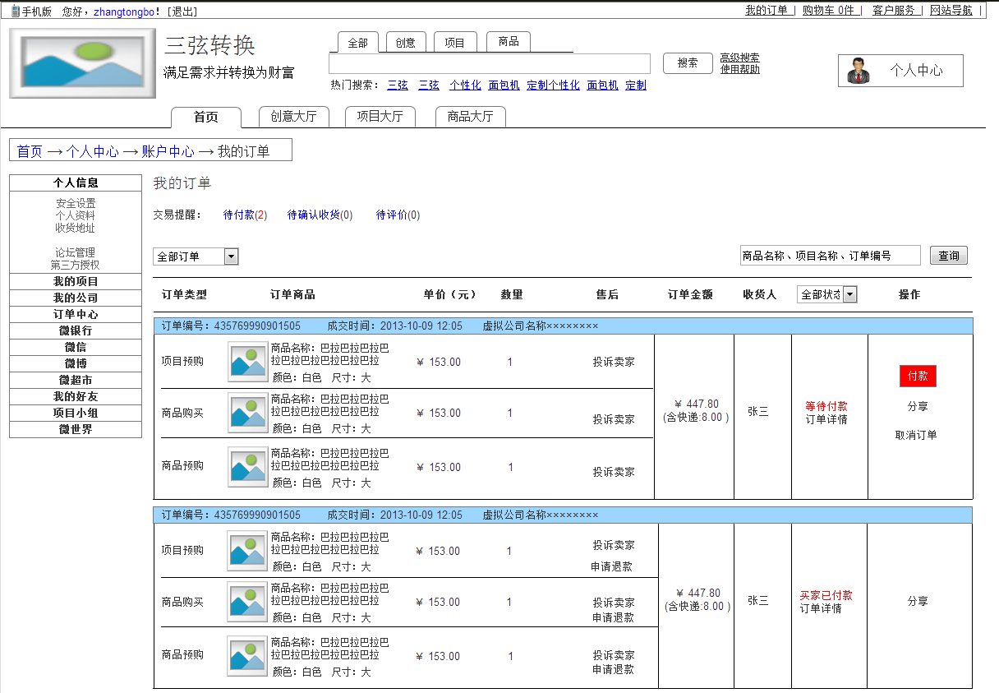 手机版 您好，zhangtongbo！[退出] 我的订单 | 购物车 0件 | 客户服务 | 网站导航 |
三弦转换
满足需求并转换为财富
全部 创意 项目 商品
搜索 高级搜索
使用帮助
热门搜索： 三弦 三弦 个性化 面包机 定制个性化 面包机 定制
个人中心
首页 创意大厅 项目大厅 商品大厅
首页 → 个人中心 → 账户中心 → 我的订单
个人信息
安全设置
个人资料
收货地址
论坛管理
第三方授权
我的项目
我的公司
订单中心
微银行
微信
微博
微超市
我的好友
项目小组
微世界
我的订单
交易提醒： 待付款(2) 待确认收货(0) 待评价(0)
全部订单 商品名称、项目名称、订单编号 查询
订单类型 订单商品 单价（元） 数量 售后 订单金额 收货人 全部状态 操作
订单编号：435769990901505 成交时间：2013-10-09 12:05 虚拟公司名称××××××××
项目预购 商品名称：巴拉巴拉巴拉巴
拉巴拉巴拉巴拉巴拉巴拉
颜色：白色 尺寸：大
￥ 153.00 1 投诉卖家
商品购买 商品名称：巴拉巴拉巴拉巴
拉巴拉巴拉巴拉巴拉巴拉
颜色：白色 尺寸：大
￥ 153.00 1 投诉卖家
商品预购 商品名称：巴拉巴拉巴拉巴
拉巴拉巴拉巴拉巴拉巴拉
颜色：白色 尺寸：大
￥ 153.00 1 投诉卖家
￥ 447.80
(含快递:8.00 )
张三
等待付款
订单详情
付款
分享
取消订单
订单编号：435769990901505 成交时间：2013-10-09 12:05 虚拟公司名称××××××××
项目预购 商品名称：巴拉巴拉巴拉巴
拉巴拉巴拉巴拉巴拉巴拉
颜色：白色 尺寸：大
￥ 153.00 1 投诉卖家
申请退款
商品购买 商品名称：巴拉巴拉巴拉巴
拉巴拉巴拉巴拉巴拉巴拉
颜色：白色 尺寸：大
￥ 153.00 1 投诉卖家
申请退款
商品预购 商品名称：巴拉巴拉巴拉巴
拉巴拉巴拉巴拉巴拉巴拉
颜色：白色 尺寸：大
￥ 153.00 1 投诉卖家
申请退款
￥ 447.80
(含快递:8.00 )
张三
买家已付款
订单详情
分享